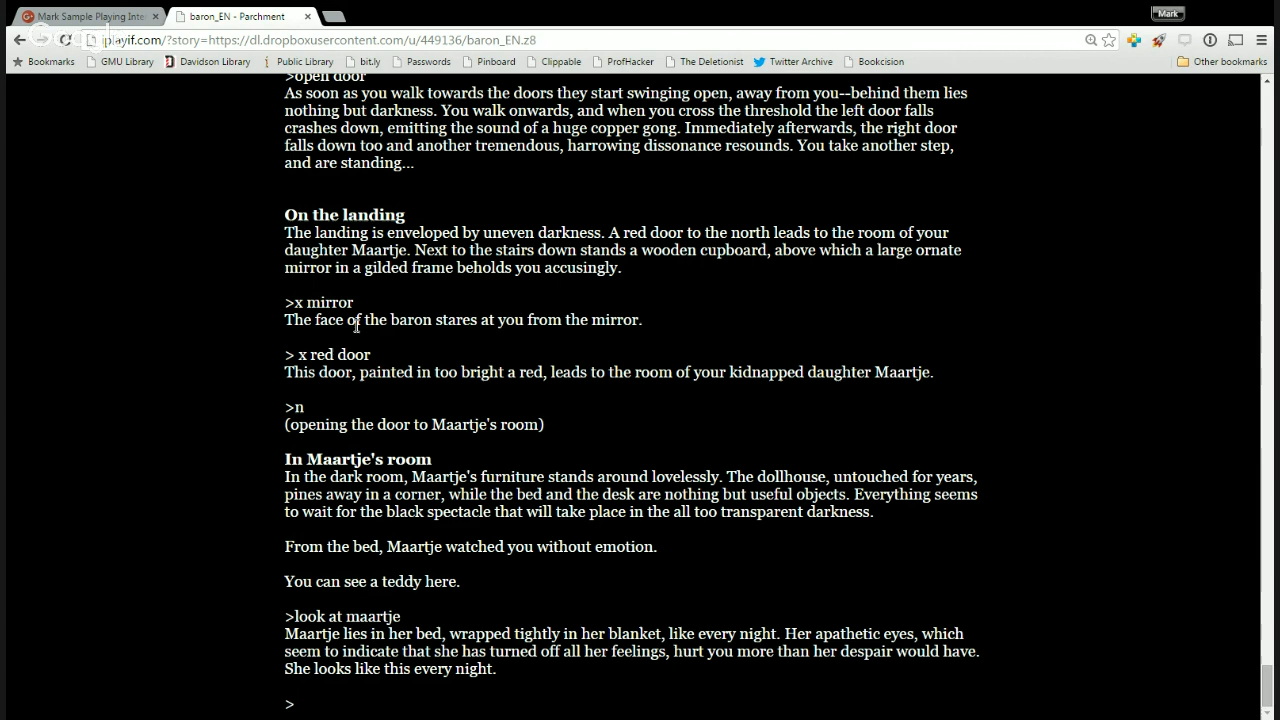 Mark Sample Playing Inte
baron_EN - Parchment
Mark
iplayif.com/?story=https://dl.dropboxusercontent.com/u/449136/baron_EN.z8
Bookmarks GMU Library Davidson Library Public Library bit.ly Passwords Keepboard Pinboard Clippable ProfHacker The Deletionist Twitter Archive Bookcision Other bookmarks
>open door
As soon as you walk towards the doors they start swinging open, away from you--behind them lies
nothing but darkness. You walk onwards, and when you cross the threshold the left door falls
crashes down, emitting the sound of a huge copper gong. Immediately afterwards, the right door
falls down too and another tremendous, harrowing dissonance resounds. You take another step,
and are standing...
On the landing
The landing is enveloped by uneven darkness. A red door to the north leads to the room of your
daughter Maartje. Next to the stairs down stands a wooden cupboard, above which a large ornate
mirror in a gilded frame beholds you accusingly.
>x mirror
The face of the baron stares at you from the mirror.
> x red door
This door, painted in too bright a red, leads to the room of your kidnapped daughter Maartje.
>n
(opening the door to Maartje's room)
In Maartje's room
In the dark room, Maartje's furniture stands around lovelessly. The dollhouse, untouched for years,
pines away in a corner, while the bed and the desk are nothing but useful objects. Everything seems
to wait for the black spectacle that will take place in the all too transparent darkness.
From the bed, Maartje watched you without emotion.
You can see a teddy here.
>look at maartje
Maartje lies in her bed, wrapped tightly in her blanket, like every night. Her apathetic eyes, which
seem to indicate that she has turned off all her feelings, hurt you more than her despair would have.
She looks like this every night.
>